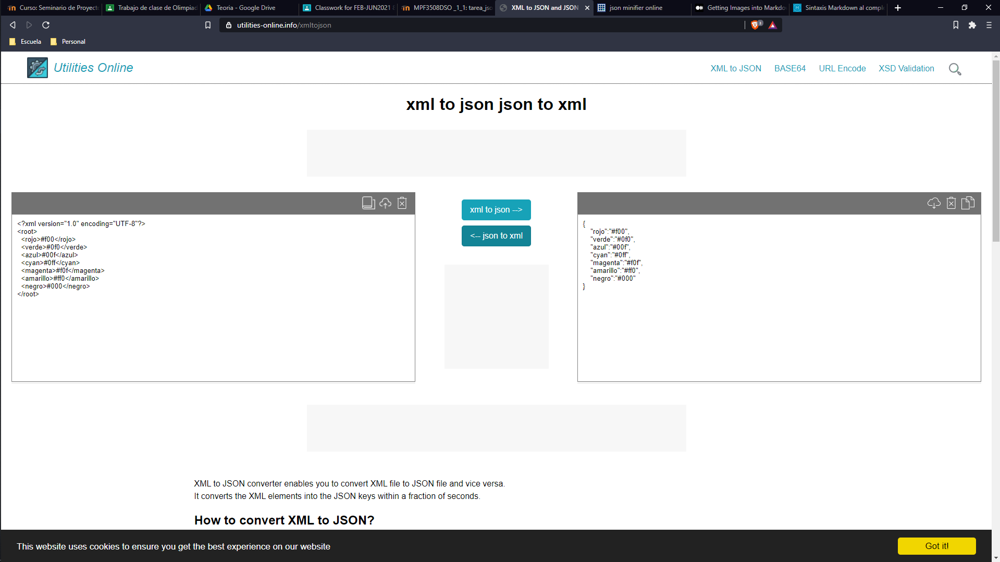 Curso: Seminario de Proyecto
Trabajo de clase de Olimpiad
Teoria - Google Drive
Classwork for FEB-JUN2021
MPF3508DSO _1_1: tarea_jso
XML to JSON and JSON
json minifier online
Getting Images into Markdo
Sintaxis Markdown al compl
utilities-online.info/xmltojson
3
Escuela
Personal
Utilities Online
XML to JSON
BASE64
URL Encode
XSD Validation
xml to json json to xml
<?xml version="1.0" encoding="UTF-8"?>
<root>
<rojo>#f00</rojo>
<verde>#0f0</verde>
<azul>#00f</azul>
<cyan>#0ff</cyan>
<magenta>#f0f</magenta>
<amarillo>#ff0</amarillo>
<negro>#000</negro>
</root>
xml to json -->
<-- json to xml
{
"rojo":"#f00",
"verde":"#0f0",
"azul":"#00f",
"cyan":"#0ff",
"magenta":"#f0f",
"amarillo":"#ff0",
"negro":"#000"
}
XML to JSON converter enables you to convert XML file to JSON file and vice versa.
It converts the XML elements into the JSON keys within a fraction of seconds.
How to convert XML to JSON?
This website uses cookies to ensure you get the best experience on our website
Got it!